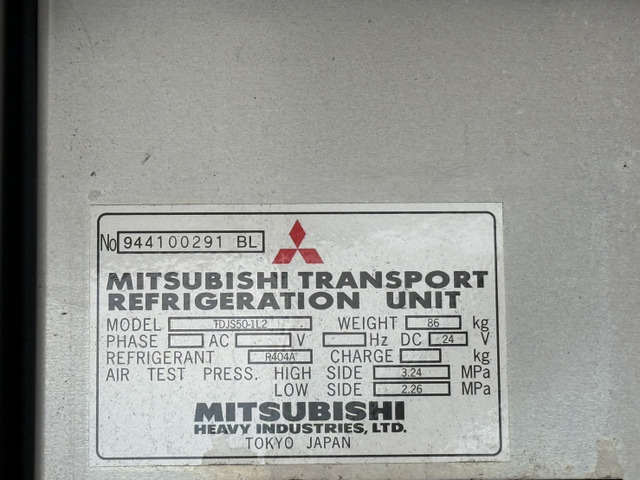 No 944100291 BL
MITSUBISHI TRANSPORT
REFRIGERATION UNIT
MODEL TDJS50-1L2 WEIGHT 86 kg
PHASE AC V Hz DC 24 V
REFRIGERANT R404A CHARGE kg
AIR TEST PRESS. HIGH SIDE 3.24 MPa
LOW SIDE 2.26 MPa
MITSUBISHI
HEAVY INDUSTRIES, LTD.
TOKYO JAPAN